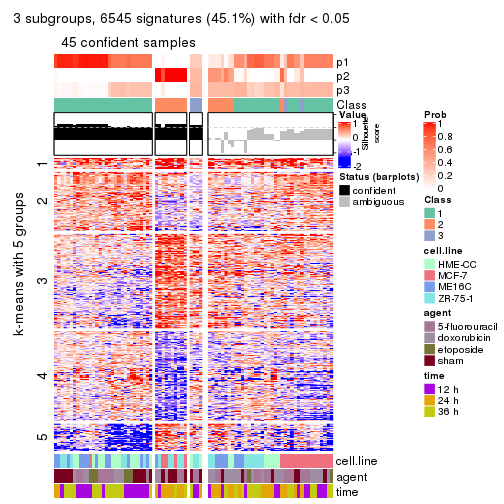 3 subgroups, 6545 signatures (45.1%) with fdr < 0.05
45 confident samples
p1
p2
p3
Class
Silhouette
score
k-means with 5 groups
1
2
3
4
5
cell.line
agent
time
Value
1
0
-1
-2
Status (barplots)
confident
ambiguous
Prob
1
0.8
0.6
0.4
0.2
0
Class
1
2
3
cell.line
HME-CC
MCF-7
ME16C
ZR-75-1
agent
5-fluorouracil
doxorubicin
etoposide
sham
time
12 h
24 h
36 h